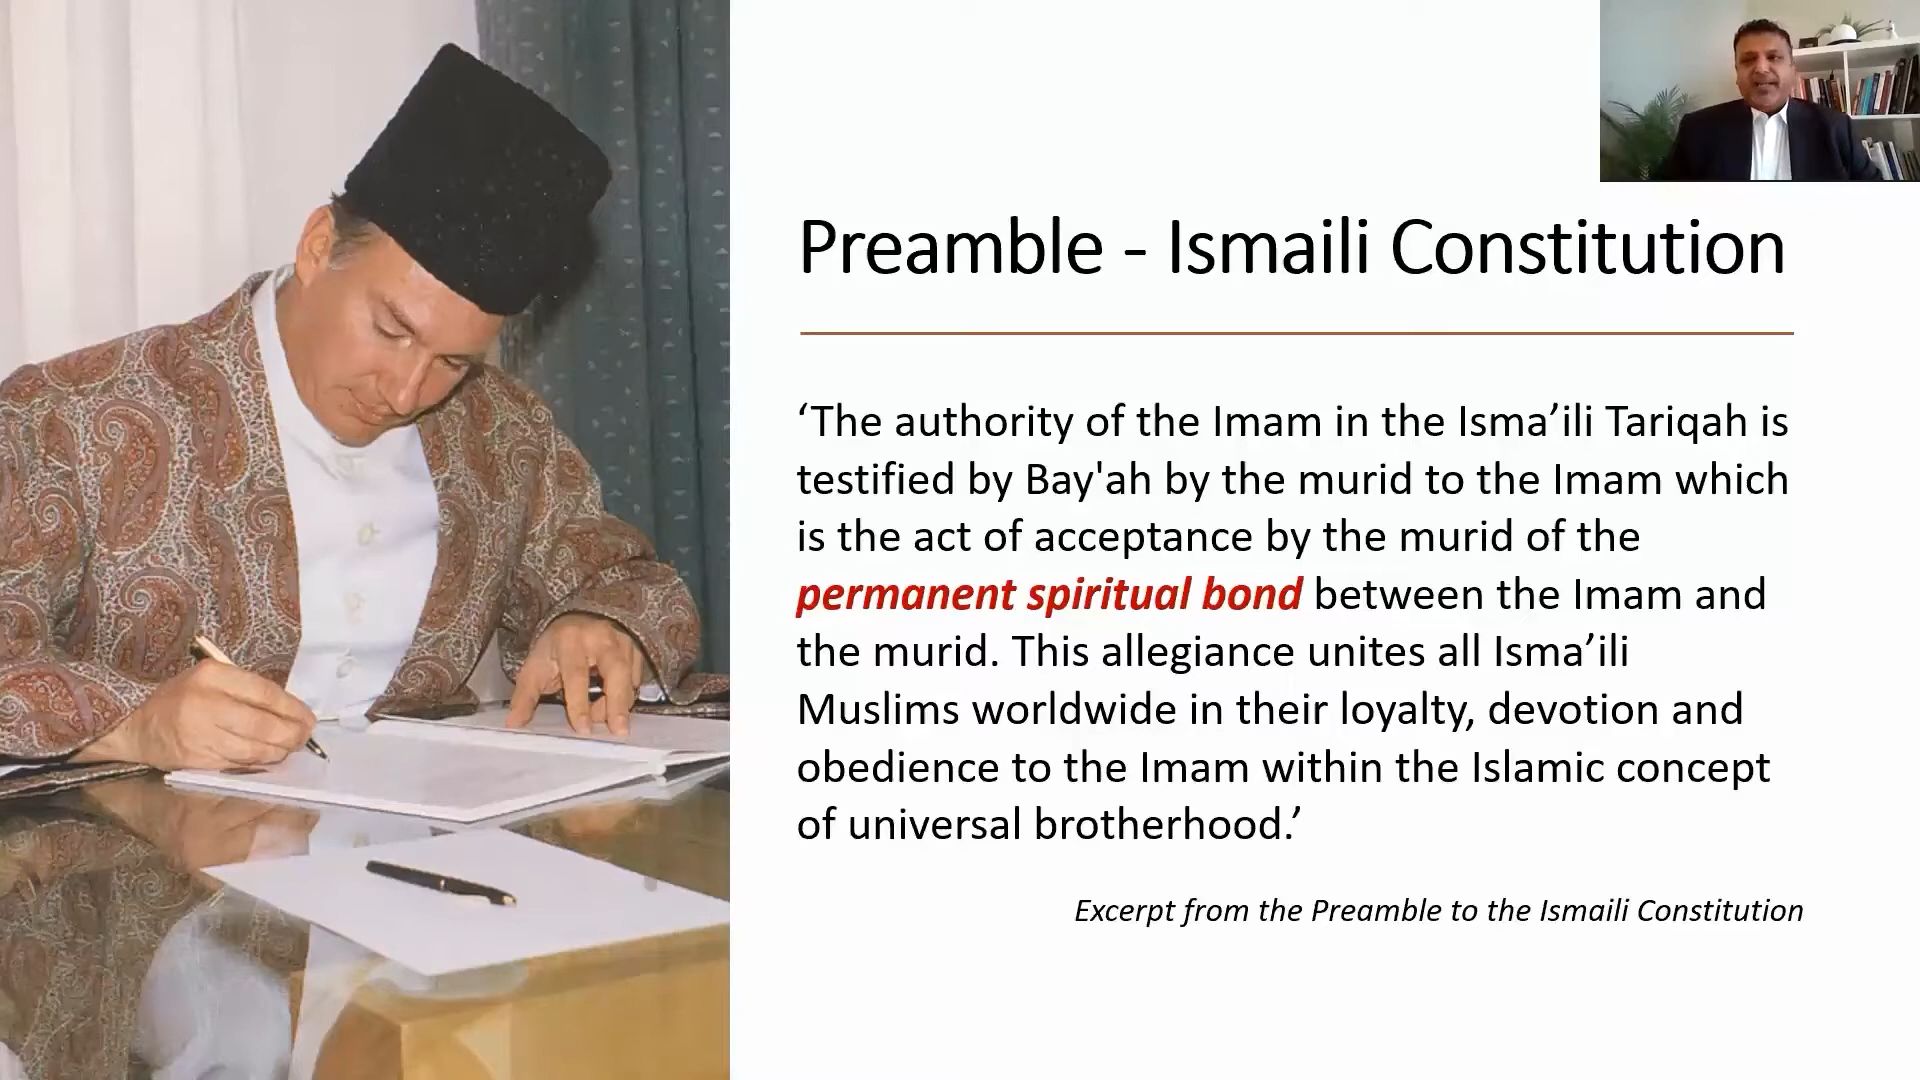 Preamble - Ismaili Constitution
‘The authority of the Imam in the Isma’ili Tariqah is
testified by Bay'ah by the murid to the Imam which
is the act of acceptance by the murid of the
permanent spiritual bond between the Imam and
the murid. This allegiance unites all Isma’ili
Muslims worldwide in their loyalty, devotion and
obedience to the Imam within the Islamic concept
of universal brotherhood.’
Excerpt from the Preamble to the Ismaili Constitution